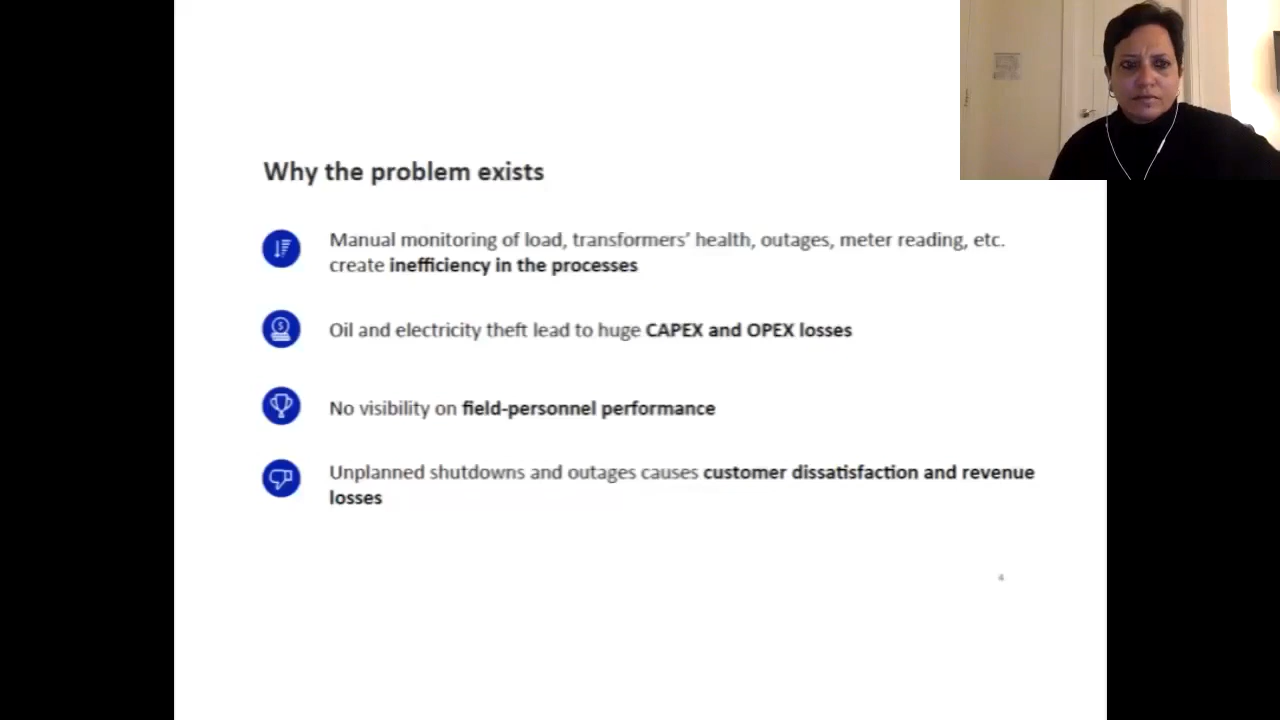 Why the problem exists
Manual monitoring of load, transformers’ health, outages, meter reading, etc.
create inefficiency in the processes
Oil and electricity theft lead to huge CAPEX and OPEX losses
No visibility on field-personnel performance
Unplanned shutdowns and outages causes customer dissatisfaction and revenue
losses
4